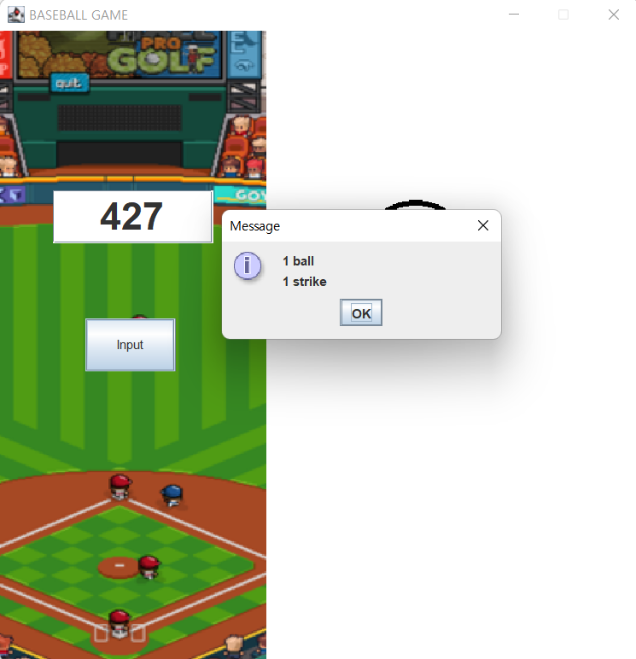 BASEBALL GAME
PRO
GOLF
quit
427
Message
1 ball
1 strike
OK
Input